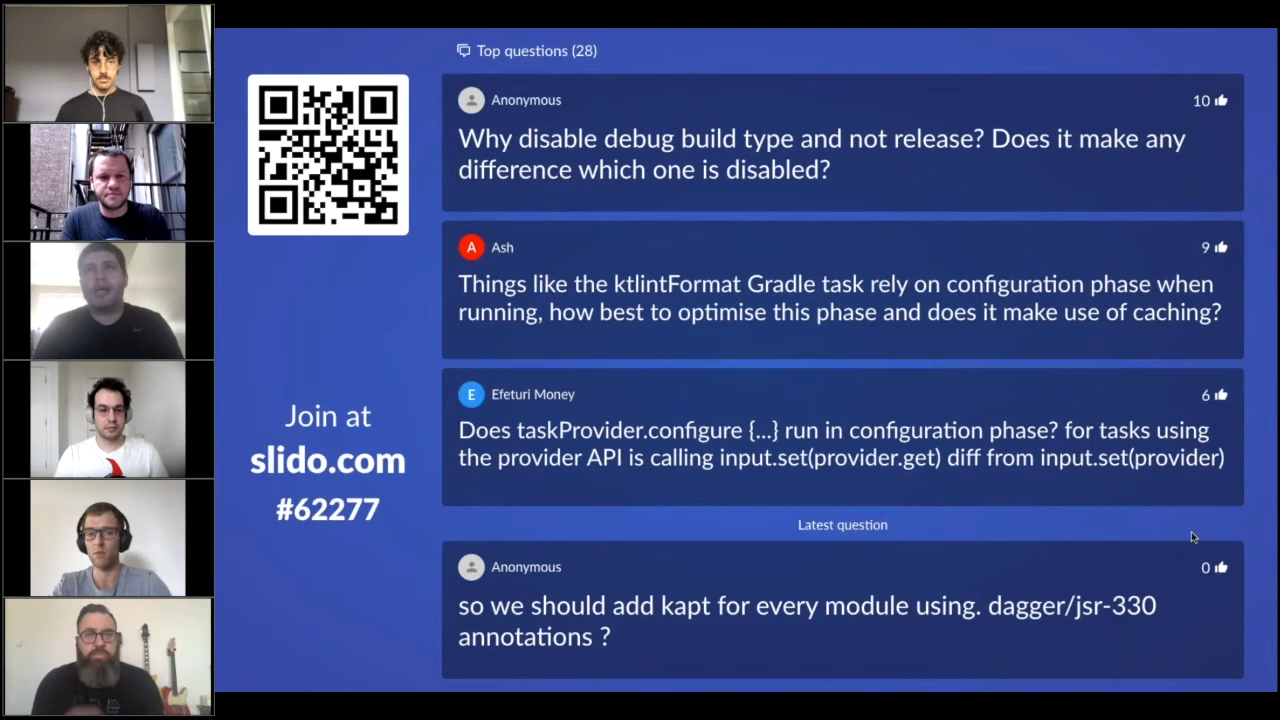 Top questions (28)
Anonymous
10
Why disable debug build type and not release? Does it make any
difference which one is disabled?
A
Ash
9
Things like the ktlintFormat Gradle task rely on configuration phase when
running, how best to optimise this phase and does it make use of caching?
E
Efeturi Money
6
Does taskProvider.configure {...} run in configuration phase? for tasks using
the provider API is calling input.set(provider.get) diff from input.set(provider)
Latest question
Anonymous
0
so we should add kapt for every module using. dagger/jsr-330
annotations ?
Join at
slido.com
#62277